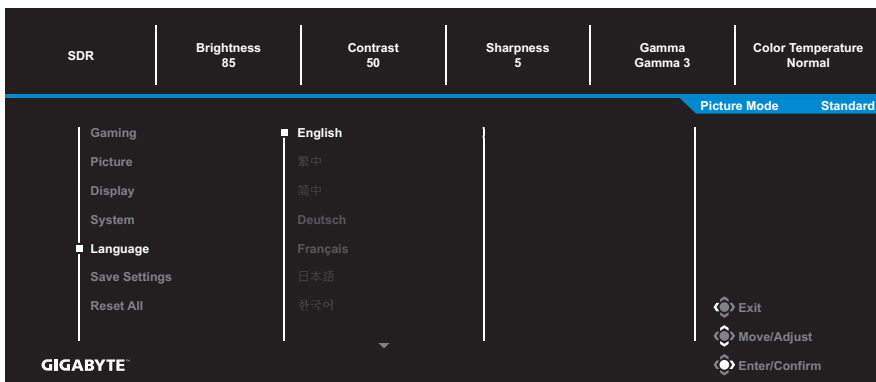 SDR
Brightness
85
Contrast
50
Sharpness
5
Gamma
Gamma 3
Color Temperature
Normal
Picture Mode Standard
Gaming
Picture
Display
System
Language
Save Settings
Reset All
English
繁中
简中
Deutsch
Français
日本語
한국어
Exit
Move/Adjust
Enter/Confirm
GIGABYTE™